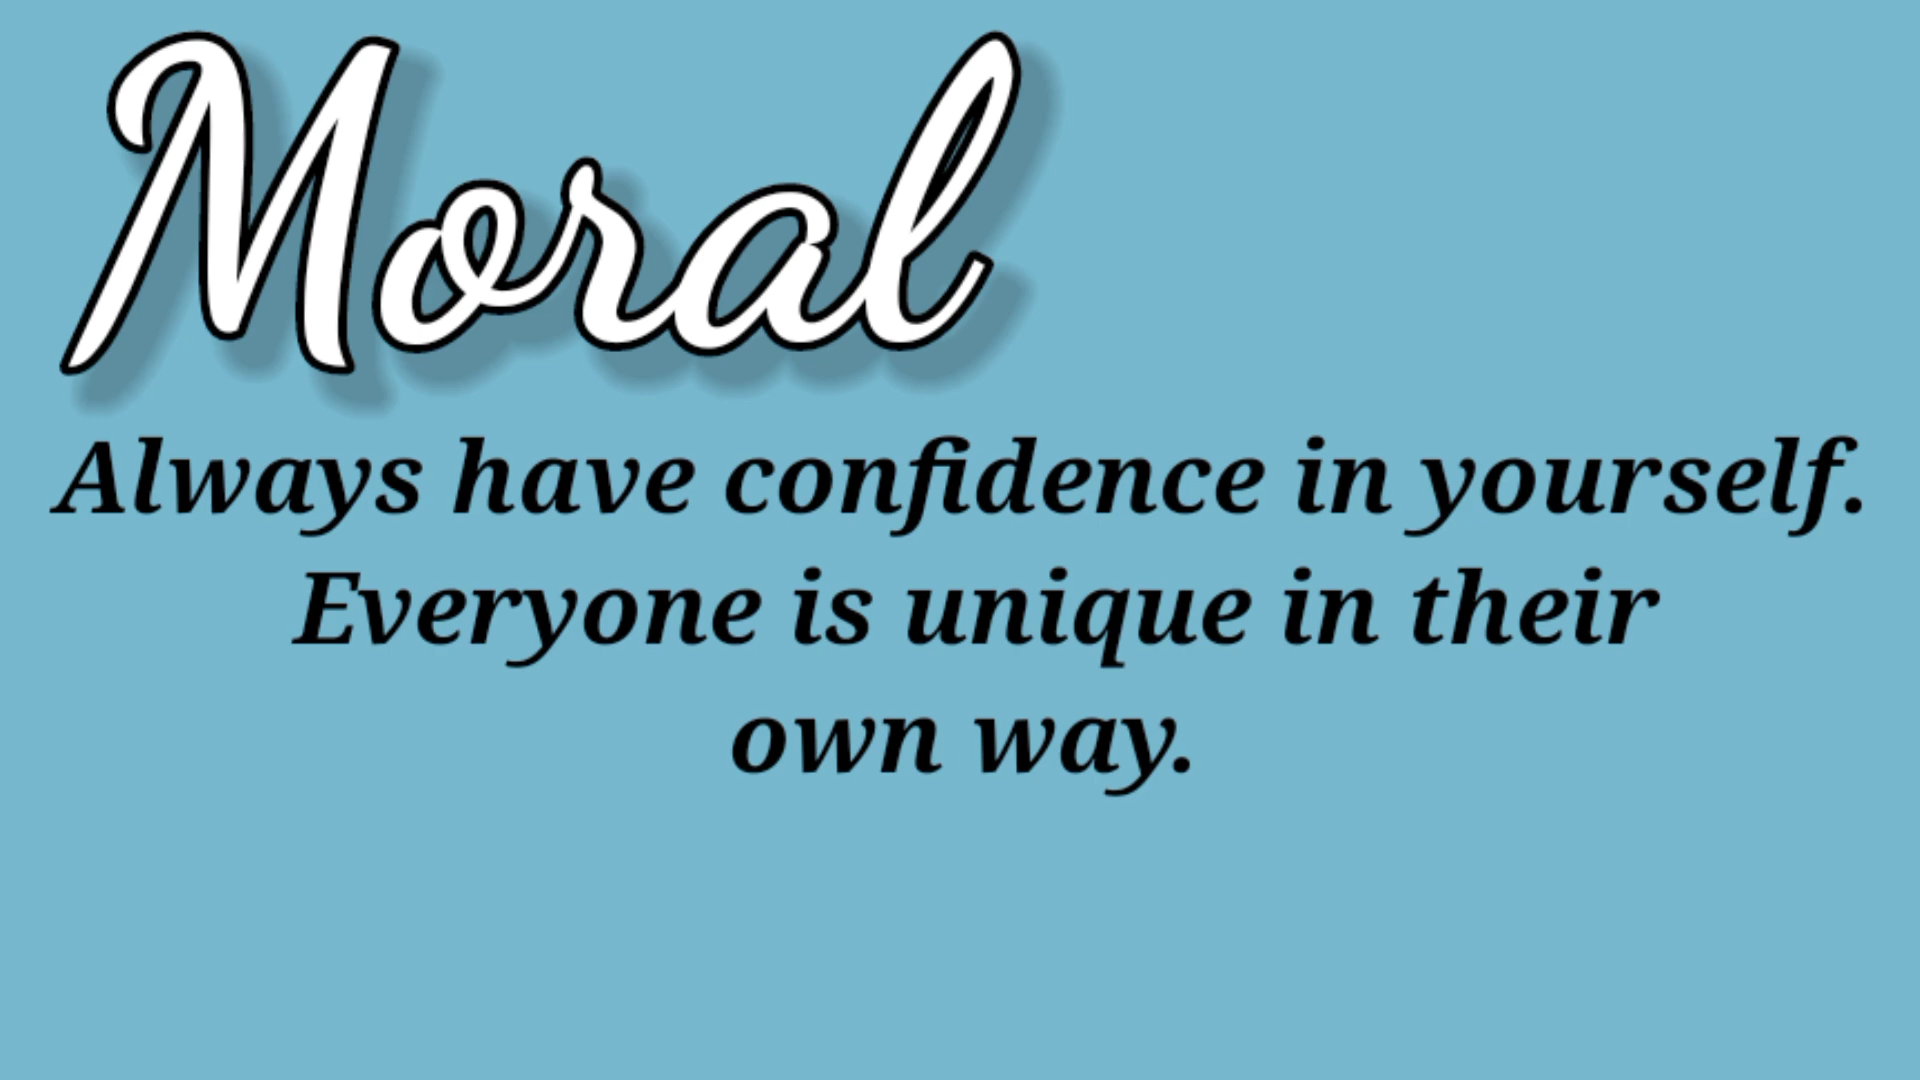 Moral
Always have confidence in yourself.
Everyone is unique in their
own way.